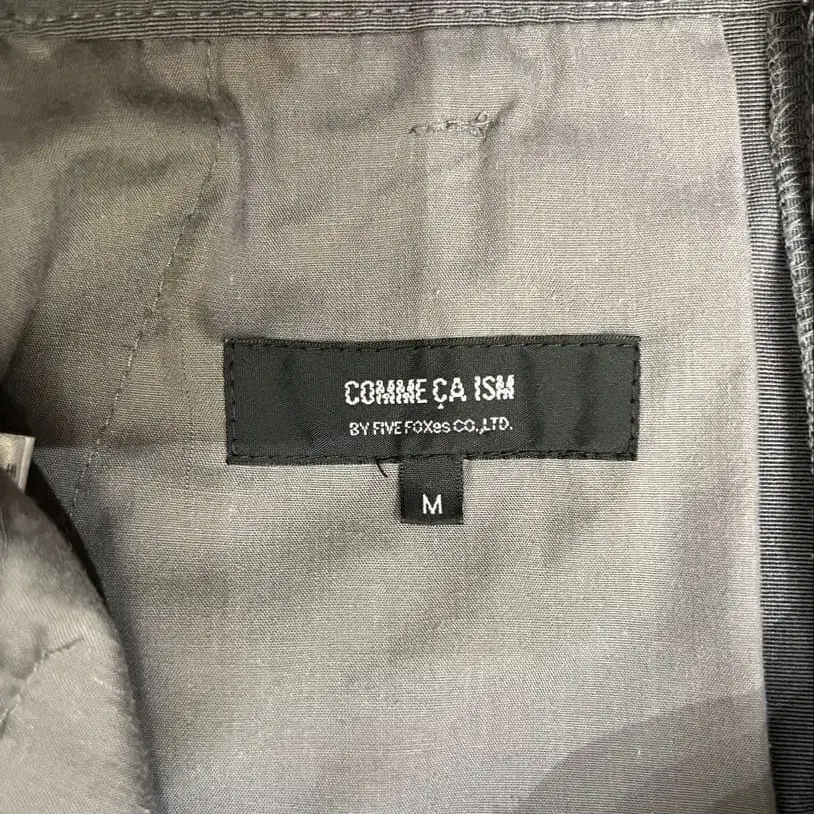 COMME ÇA ISM
BY FIVE FOXes CO.,LTD.
M